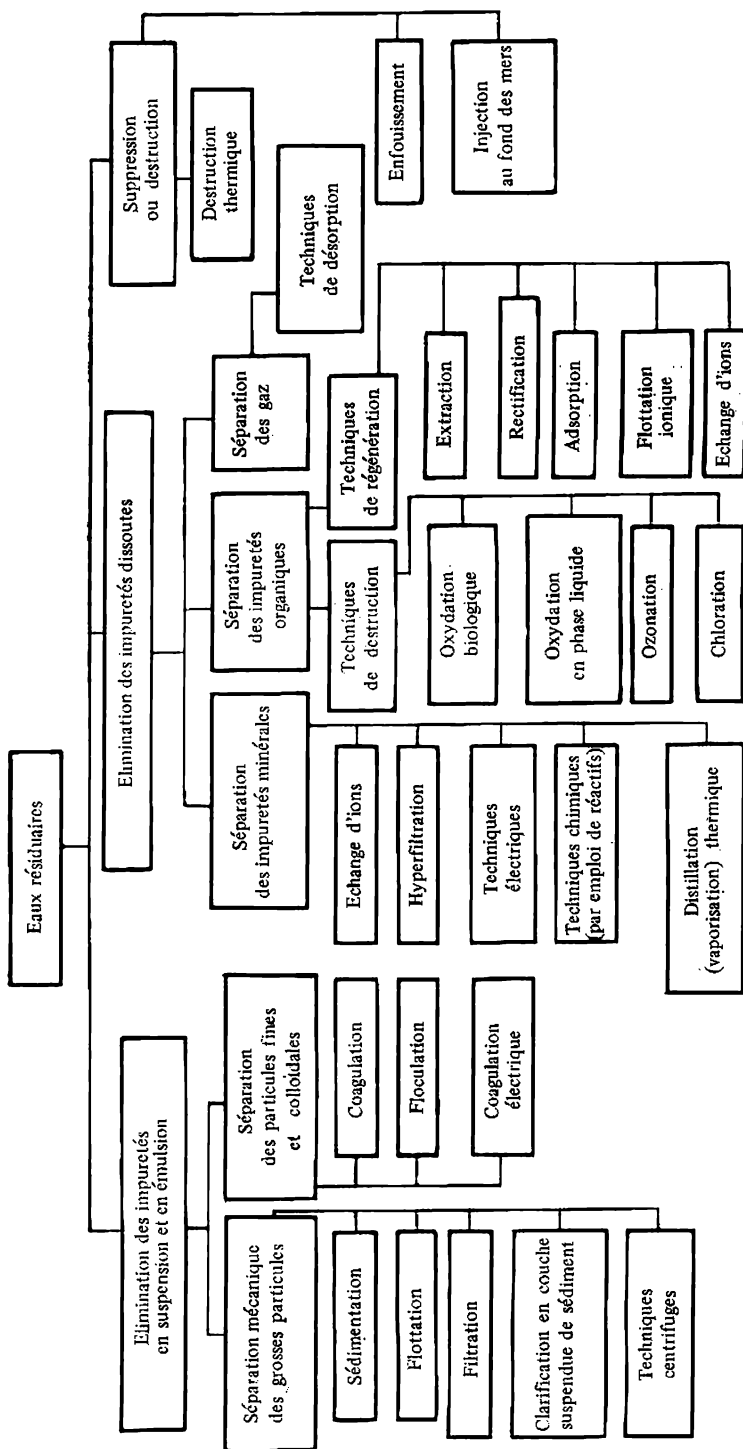 Eaux résiduaires
Elimination des impuretés
en suspension et en émulsion
Elimination des impuretés dissoutes
Suppression
ou destruction
Séparation mécanique
des grosses particules
Séparation
des particules fines
et colloïdales
Séparation
des impuretés minérales
Séparation
des impuretés
organiques
Séparation
des gaz
Destruction
thermique
Sédimentation
Flottation
Filtration
Clarification en couche
suspendue de sédiment
Techniques
centrifuges
Coagulation
Floculation
Coagulation
électrique
Echange d'ions
Hyperfiltration
Techniques
électriques
Techniques chimiques
(par emploi de réactifs)
Distillation
(vaporisation) thermique
Techniques
de destruction
Oxydation
biologique
Oxydation
en phase liquide
Ozonation
Chloration
Techniques
de régénération
Extraction
Rectification
Adsorption
Flottation
ionique
Echange d'ions
Techniques
de désorption
Enfouissement
Injection
au fond des mers